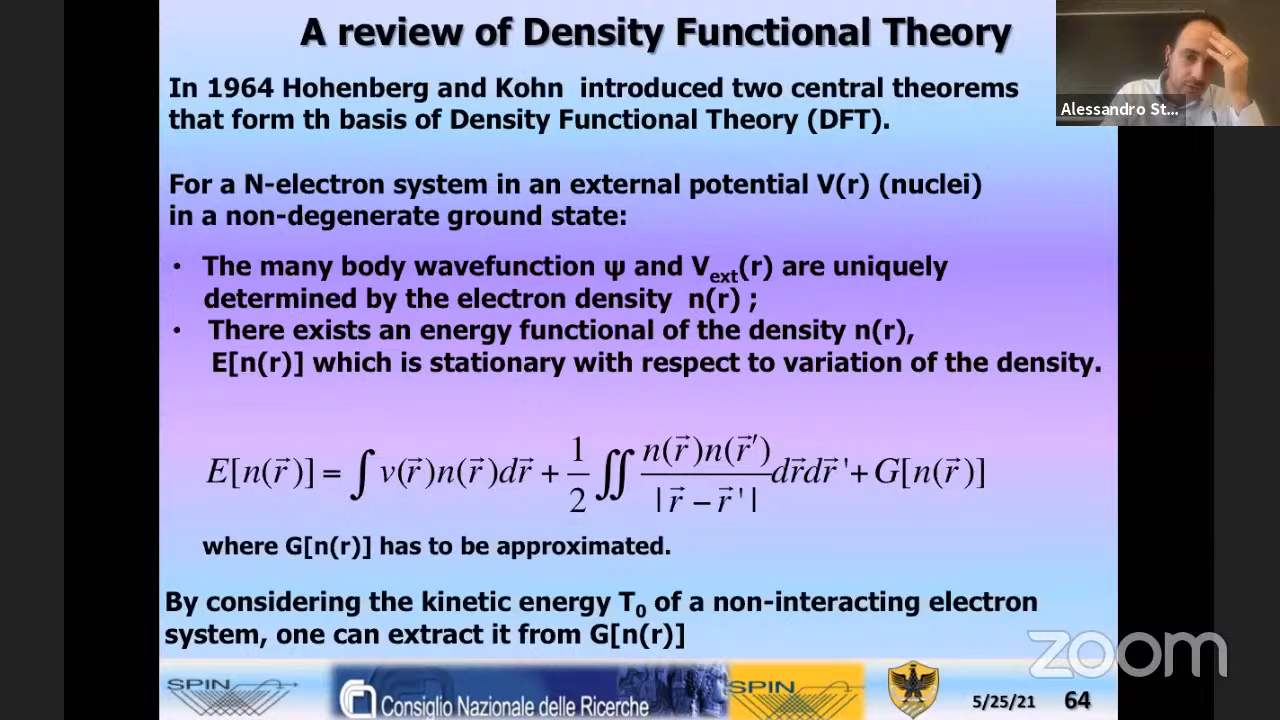 A review of Density Functional Theory
Alessandro St...
In 1964 Hohenberg and Kohn introduced two central theorems
that form th basis of Density Functional Theory (DFT).
For a N-electron system in an external potential V(r) (nuclei)
in a non-degenerate ground state:
• The many body wavefunction ψ and V_ext(r) are uniquely
determined by the electron density n(r) ;
• There exists an energy functional of the density n(r),
E[n(r)] which is stationary with respect to variation of the density.
E[n(r⃗)] = ∫ v(r⃗)n(r⃗)dr⃗ + 1/2 ∬ n(r⃗)n(r⃗′)/|r⃗ − r⃗'| dr⃗dr⃗' + G[n(r⃗)]
where G[n(r)] has to be approximated.
By considering the kinetic energy T₀ of a non-interacting electron
system, one can extract it from G[n(r)]
zoom
SPIN
Consiglio Nazionale delle Ricerche
SPIN
5/25/21 64